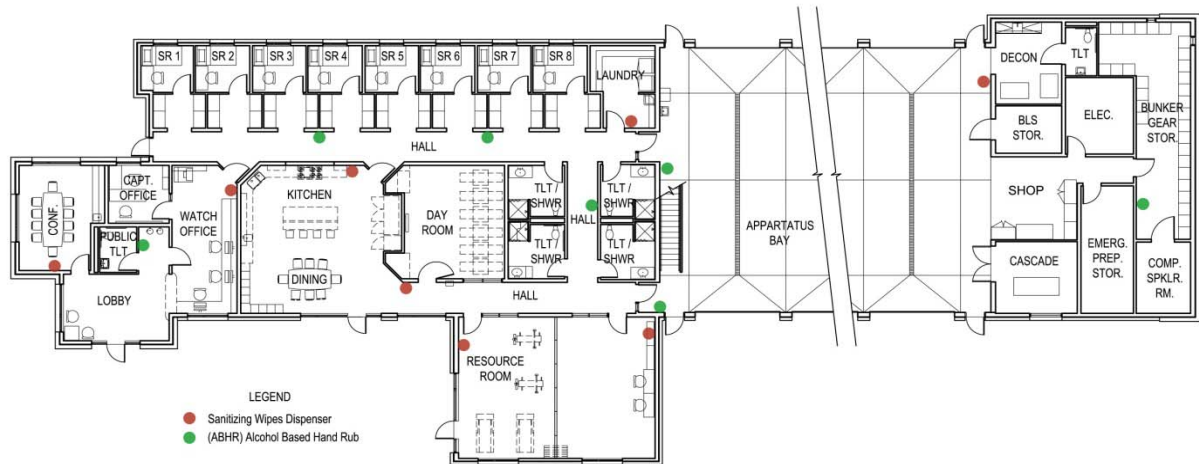 SR 1
SR 2
SR 3
SR 4
SR 5
SR 6
SR 7
SR 8
LAUNDRY
DECON
TLT
BLS
STOR.
ELEC.
BUNKER
GEAR
STOR.
HALL
CONF.
CAPT.
OFFICE
WATCH
OFFICE
PUBLIC
TLT
LOBBY
KITCHEN
DINING
DAY
ROOM
TLT /
SHWR
TLT /
SHWR
HALL
TLT /
SHWR
TLT /
SHWR
HALL
APPARTATUS
BAY
SHOP
CASCADE
EMERG.
PREP.
STOR.
COMP.
SPKLR.
RM.
RESOURCE
ROOM
LEGEND
Sanitizing Wipes Dispenser
(ABHR) Alcohol Based Hand Rub